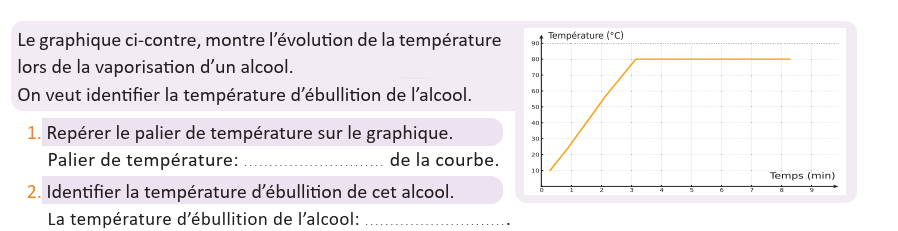 Le graphique ci-contre, montre l'évolution de la température
lors de la vaporisation d'un alcool.
On veut identifier la température d'ébullition de l'alcool.
1. Repérer le palier de température sur le graphique.
Palier de température: ............................ de la courbe.
2. Identifier la température d'ébullition de cet alcool.
La température d'ébullition de l'alcool: ............................
Température (°C)
90
80
70
60
50
40
30
20
10
Temps (min)
0 1 2 3 4 5 6 7 8 9